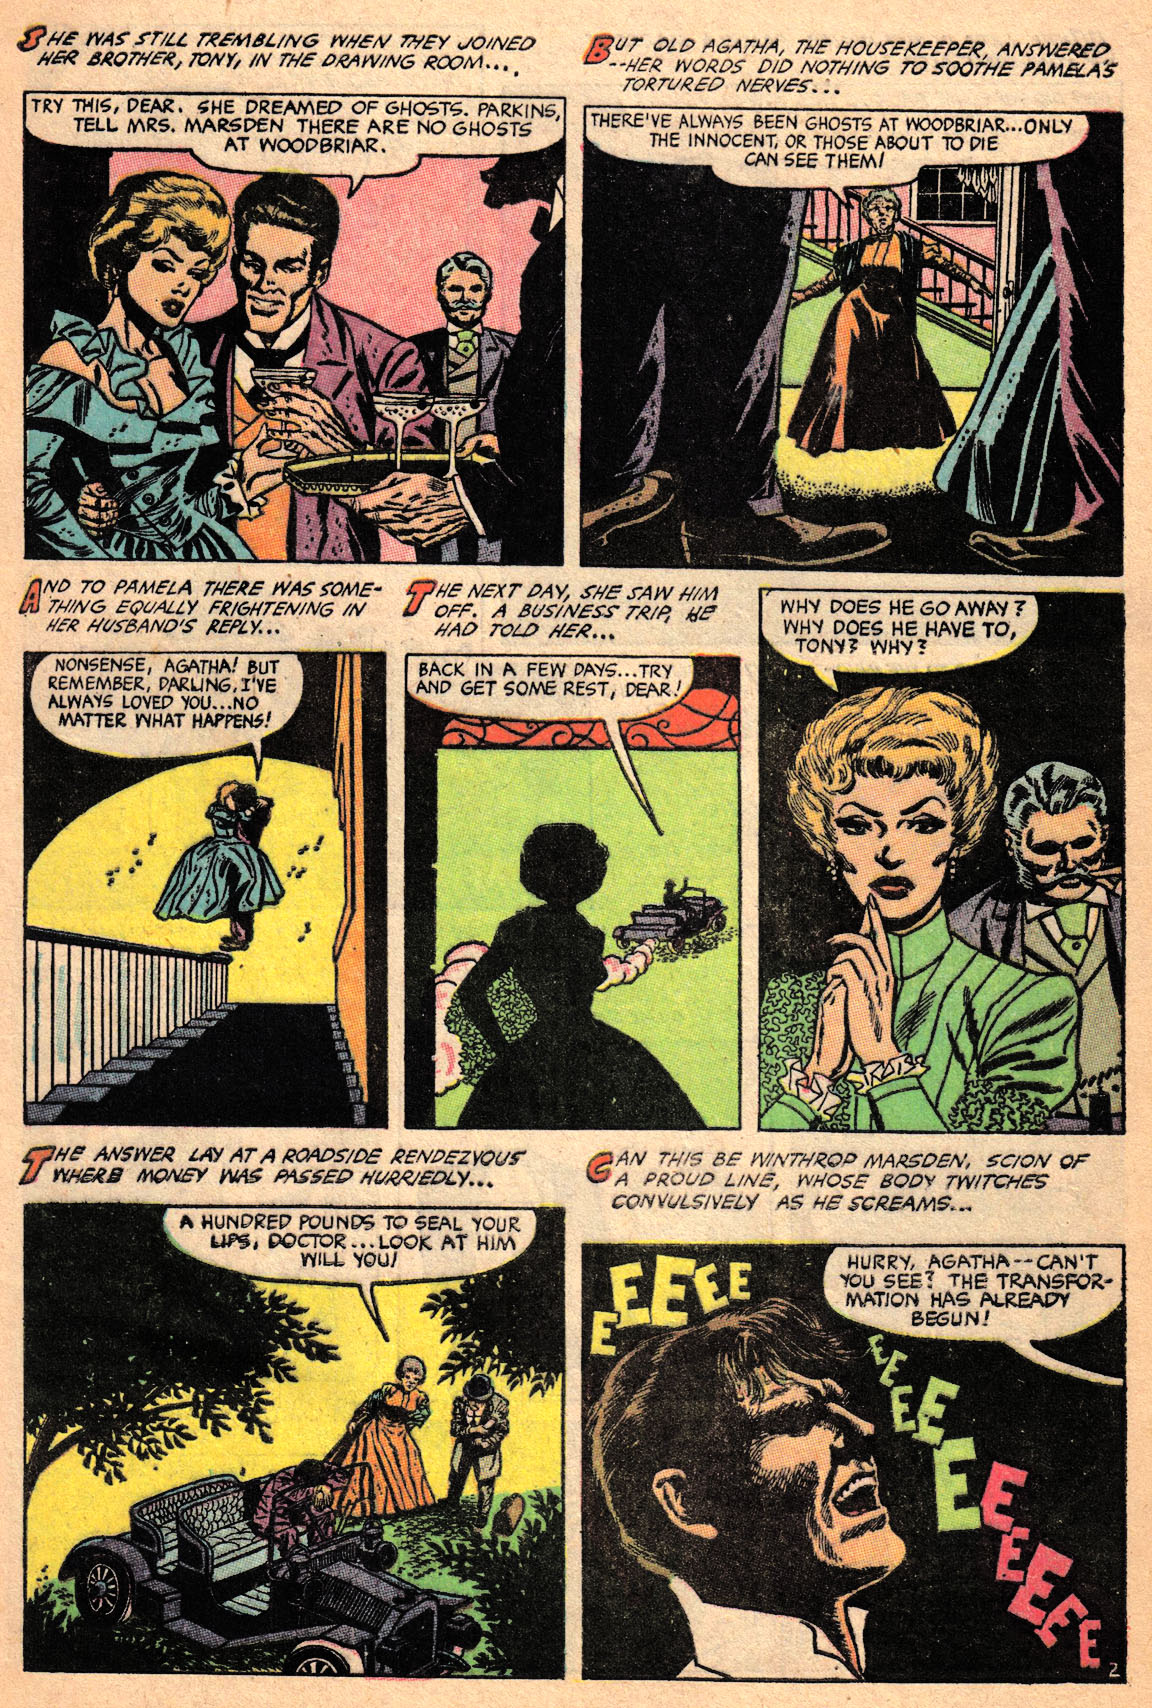 SHE WAS STILL TREMBLING WHEN THEY JOINED
HER BROTHER, TONY, IN THE DRAWING ROOM....
TRY THIS, DEAR. SHE DREAMED OF GHOSTS. PARKINS,
TELL MRS. MARSDEN THERE ARE NO GHOSTS
AT WOODBRIAR.
BUT OLD AGATHA, THE HOUSEKEEPER, ANSWERED
--HER WORDS DID NOTHING TO SOOTHE PAMELA'S
TORTURED NERVES...
THERE'VE ALWAYS BEEN GHOSTS AT WOODBRIAR...ONLY
THE INNOCENT, OR THOSE ABOUT TO DIE
CAN SEE THEM!
AND TO PAMELA THERE WAS SOME-
THING EQUALLY FRIGHTENING IN
HER HUSBAND'S REPLY...
NONSENSE, AGATHA! BUT
REMEMBER, DARLING, I'VE
ALWAYS LOVED YOU...NO
MATTER WHAT HAPPENS!
THE NEXT DAY, SHE SAW HIM
OFF. A BUSINESS TRIP, HE
HAD TOLD HER...
BACK IN A FEW DAYS...TRY
AND GET SOME REST, DEAR!
WHY DOES HE GO AWAY?
WHY DOES HE HAVE TO,
TONY? WHY?
THE ANSWER LAY AT A ROADSIDE RENDEZVOUS
WHERE MONEY WAS PASSED HURRIEDLY...
A HUNDRED POUNDS TO SEAL YOUR
LIPS, DOCTOR...LOOK AT HIM
WILL YOU!
CAN THIS BE WINTHROP MARSDEN, SCION OF
A PROUD LINE, WHOSE BODY TWITCHES
CONVULSIVELY AS HE SCREAMS...
HURRY, AGATHA--CAN'T
YOU SEE? THE TRANSFOR-
MATION HAS ALREADY
BEGUN!
EEEEEE
EEEEEEEEEEEE
2